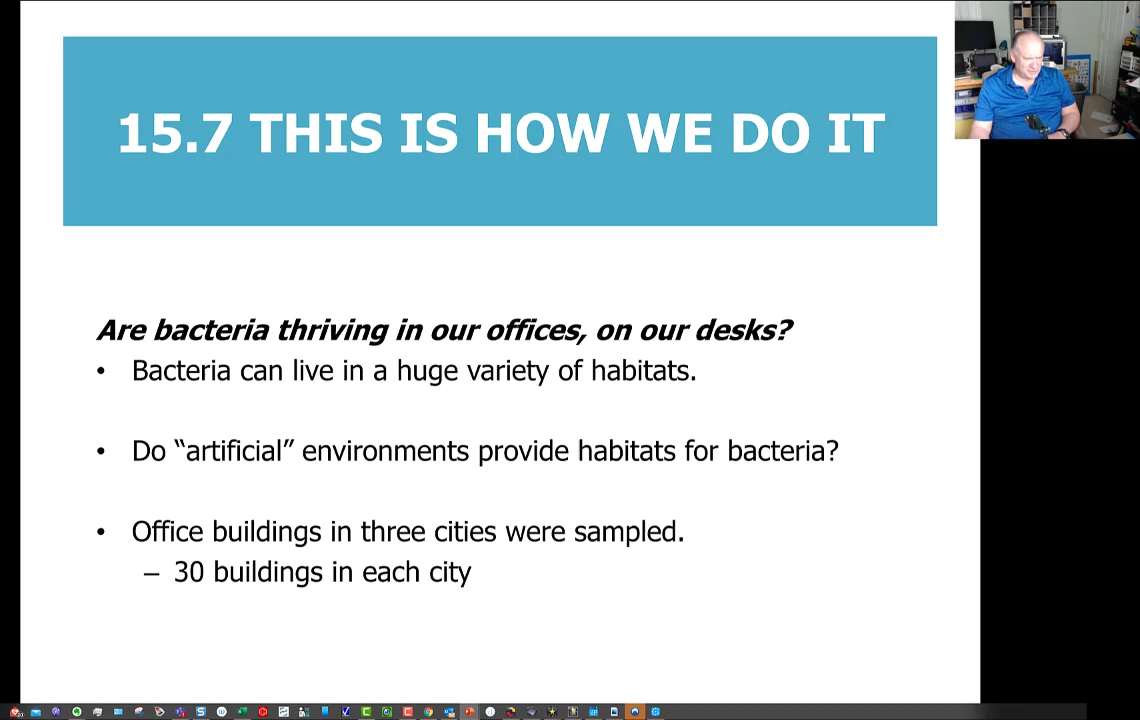 15.7 THIS IS HOW WE DO IT
Are bacteria thriving in our offices, on our desks?
• Bacteria can live in a huge variety of habitats.
• Do “artificial” environments provide habitats for bacteria?
• Office buildings in three cities were sampled.
– 30 buildings in each city